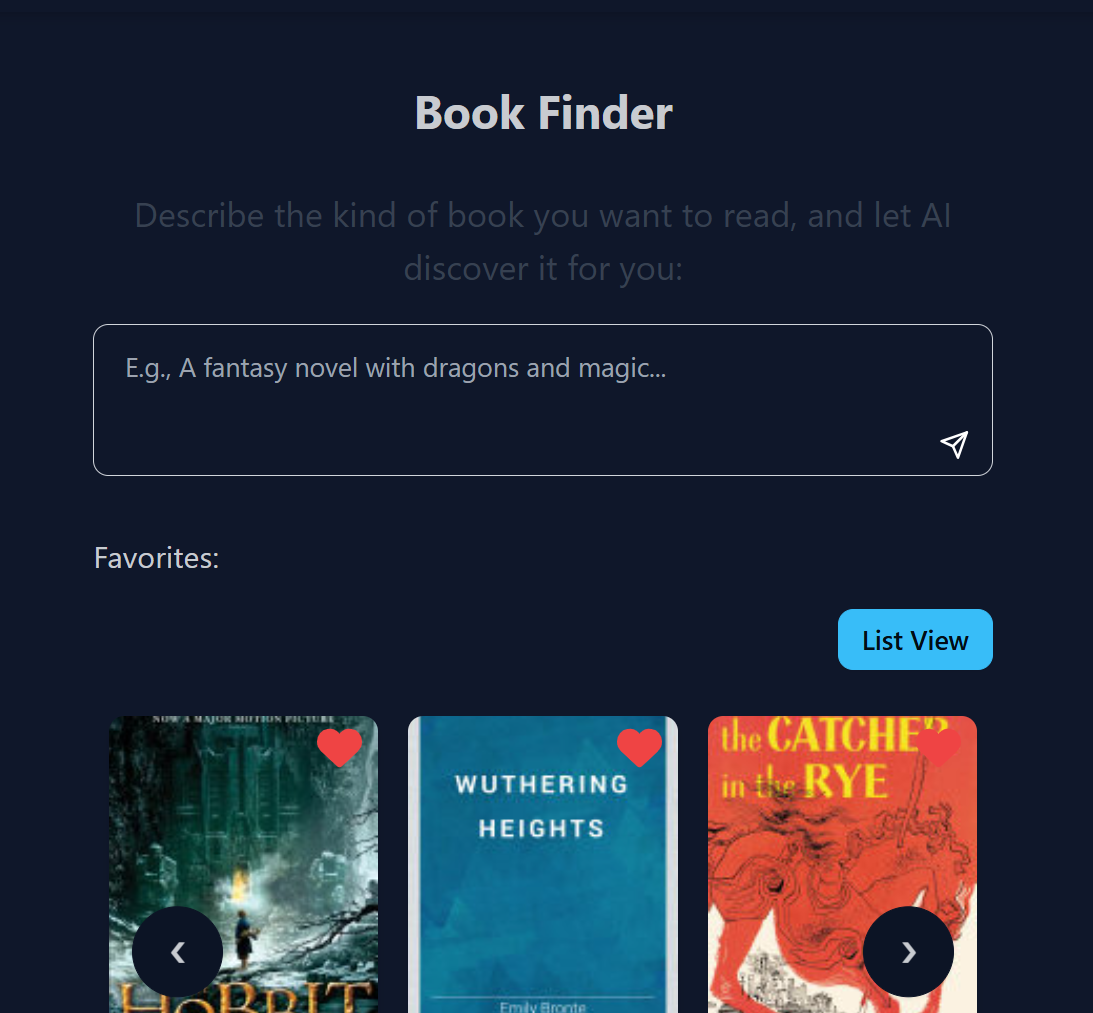 Book Finder
Describe the kind of book you want to read, and let AI
discover it for you:
E.g., A fantasy novel with dragons and magic...
Favorites:
List View
NOW A MAJOR MOTION PICTURE
WUTHERING
HEIGHTS
the CATCHER
in the RYE
‹
›
HOBBIT
Emily Bronte